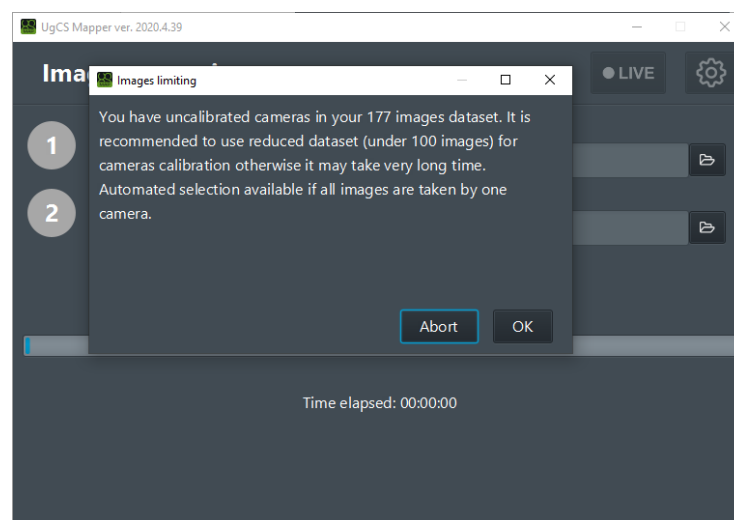 UgCS Mapper ver. 2020.4.39
Ima
Images limiting
LIVE
You have uncalibrated cameras in your 177 images dataset. It is
recommended to use reduced dataset (under 100 images) for
cameras calibration otherwise it may take very long time.
Automated selection available if all images are taken by one
camera.
1
2
Abort
OK
Time elapsed: 00:00:00